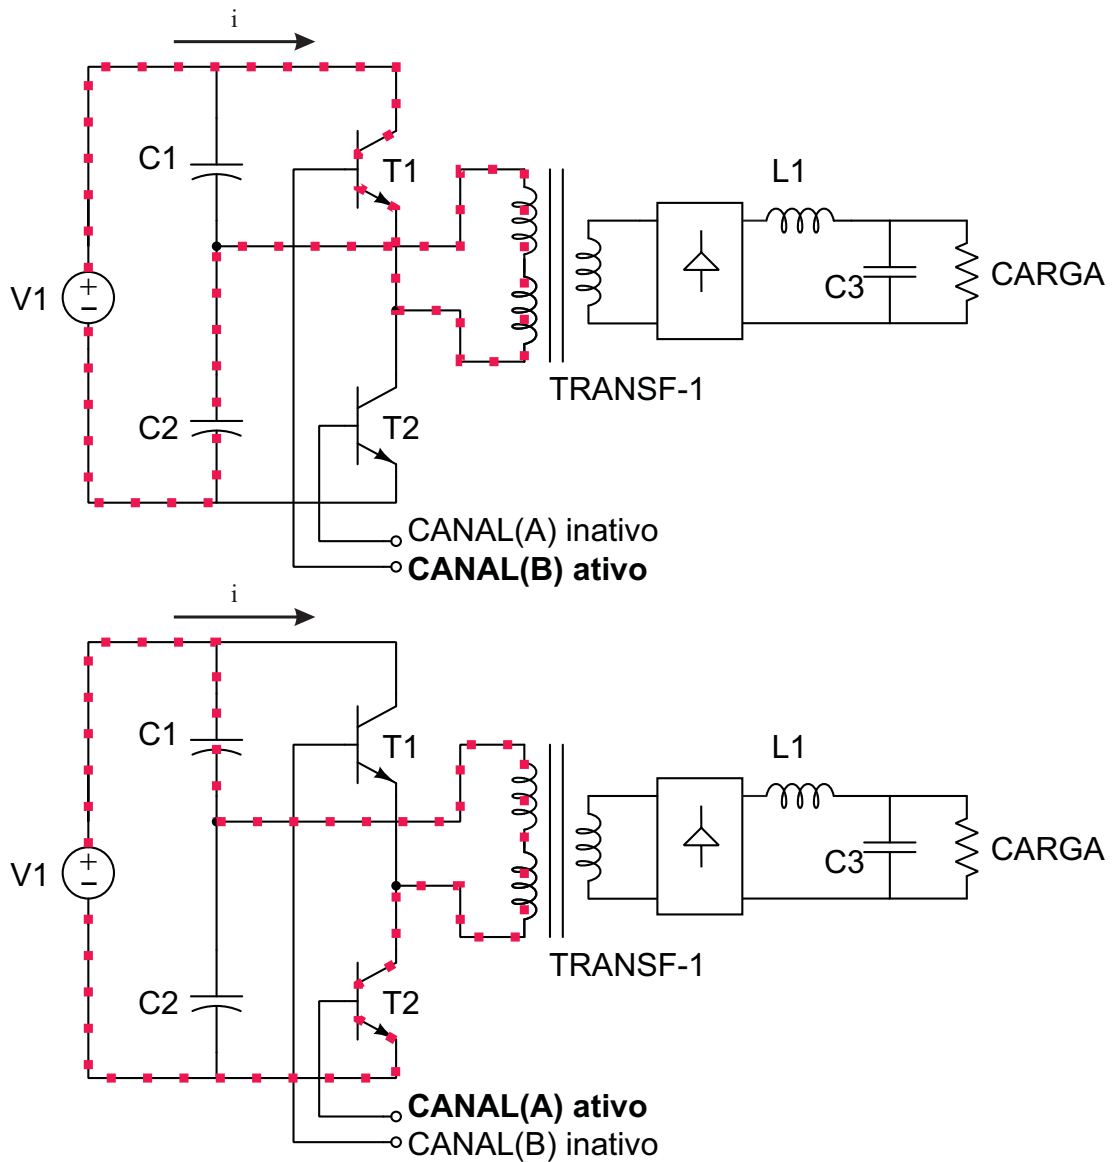 i
C1
T1
L1
V1
+
−
C3
CARGA
TRANSF-1
C2
T2
CANAL(A) inativo
CANAL(B) ativo
i
C1
T1
L1
V1
+
−
C3
CARGA
TRANSF-1
C2
T2
CANAL(A) ativo
CANAL(B) inativo